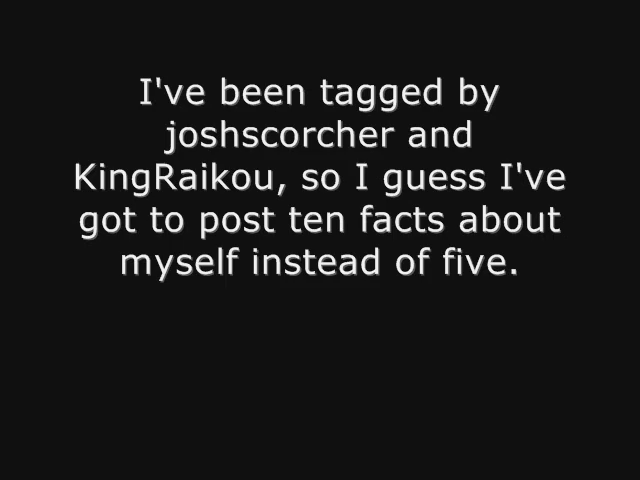 I've been tagged by
joshscorcher and
KingRaikou, so I guess I've
got to post ten facts about
myself instead of five.